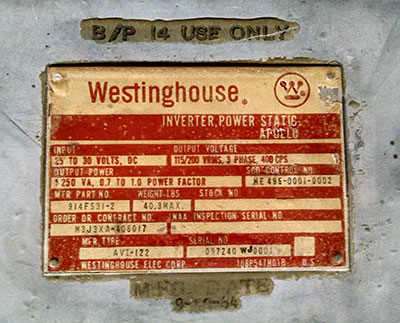 B/P 14 USE ONLY
Westinghouse® W
INVERTER, POWER STATIC
APOLLO
INPUT OUTPUT VOLTAGE
25 TO 30 VOLTS, DC 115/200 VRMS, 3 PHASE, 400 CPS
OUTPUT POWER CONTROL NO
1250 VA, 0.7 TO 1.0 POWER FACTOR ME 495-0001-0002
MFR PART NO WEIGHT-LBS STOCK NO
914F531-2 40.3MAX.
ORDER OR CONTRACT NO. NAA INSPECTION SERIAL NO.
M3J3XA-406017
MFR TYPE SERIAL NO
AVI-122 097240 WJ0001
WESTINGHOUSE ELEC CORP U.S.
MFG DATE